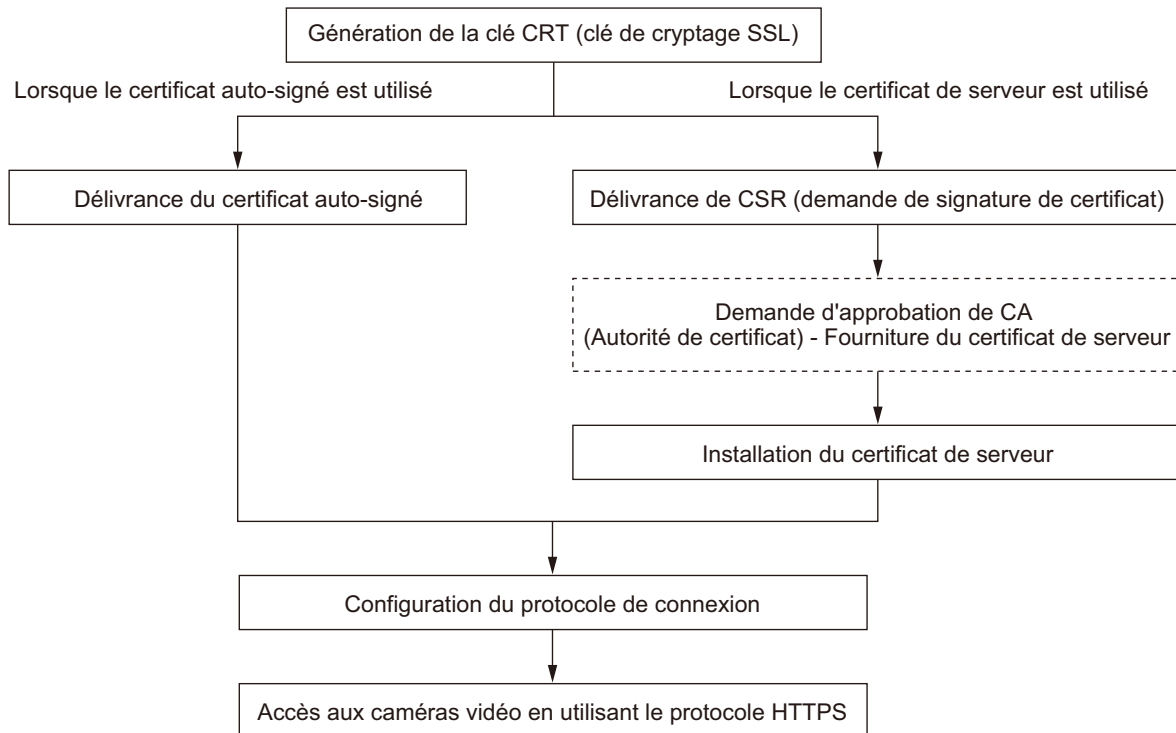 Génération de la clé CRT (clé de cryptage SSL)
Lorsque le certificat auto-signé est utilisé
Lorsque le certificat de serveur est utilisé
Délivrance du certificat auto-signé
Délivrance de CSR (demande de signature de certificat)
Demande d'approbation de CA
(Autorité de certificat) - Fourniture du certificat de serveur
Installation du certificat de serveur
Configuration du protocole de connexion
Accès aux caméras vidéo en utilisant le protocole HTTPS